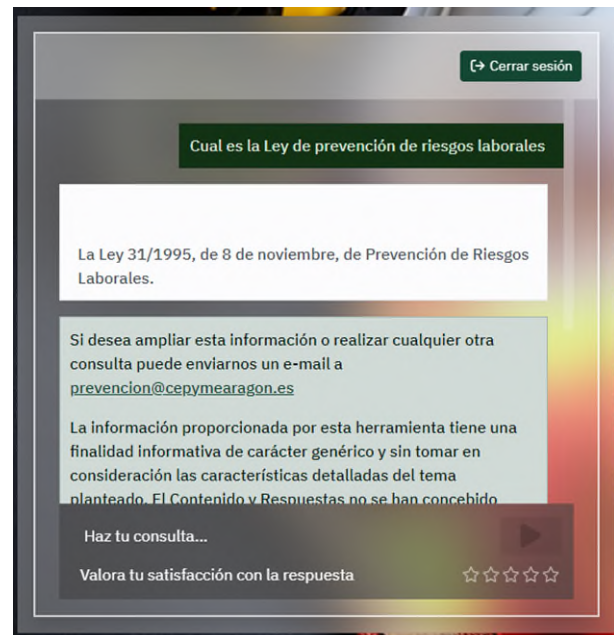 Cerrar sesión
Cual es la Ley de prevención de riesgos laborales
La Ley 31/1995, de 8 de noviembre, de Prevención de Riesgos
Laborales.
Si desea ampliar esta información o realizar cualquier otra
consulta puede enviarnos un e-mail a
prevencion@cepymearagon.es
La información proporcionada por esta herramienta tiene una
finalidad informativa de carácter genérico y sin tomar en
consideración las características detalladas del tema
planteado. El Contenido y Respuestas no se han concebido
Haz tu consulta...
Valora tu satisfacción con la respuesta